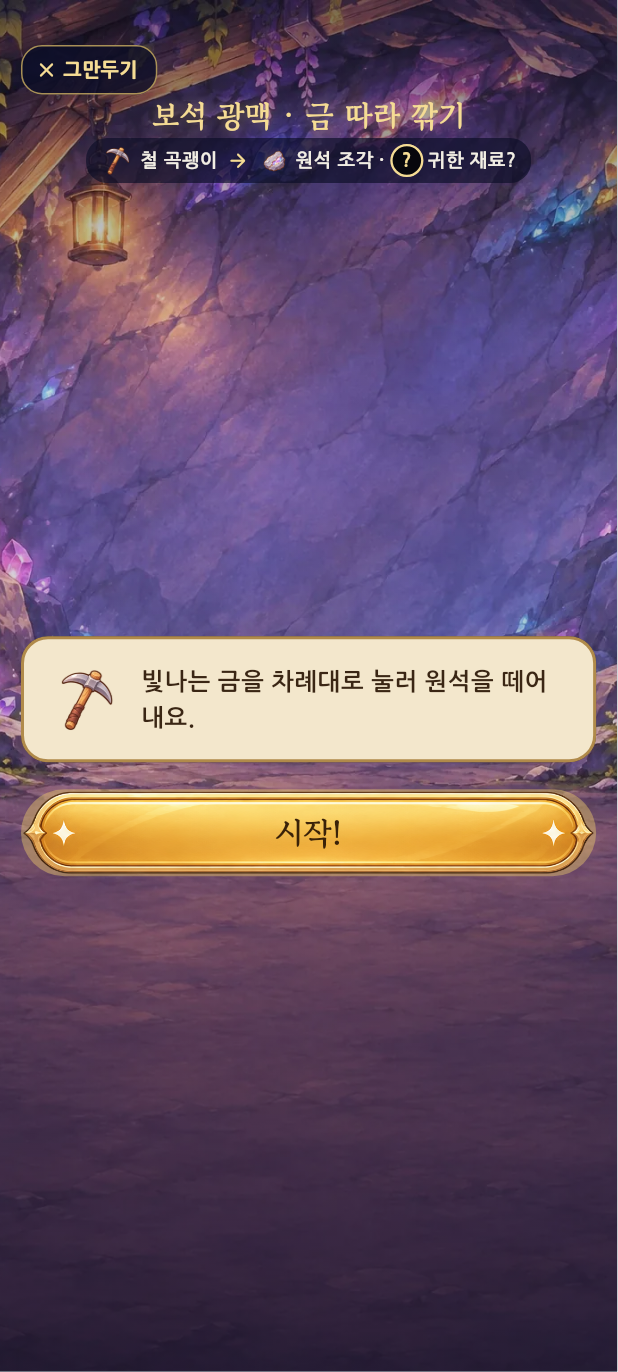 × 그만두기
보석 광맥 · 금 따라 깎기
철 곡괭이 → 원석 조각 · ? 귀한 재료?
빛나는 금을 차례대로 눌러 원석을 떼어
내요.
시작!